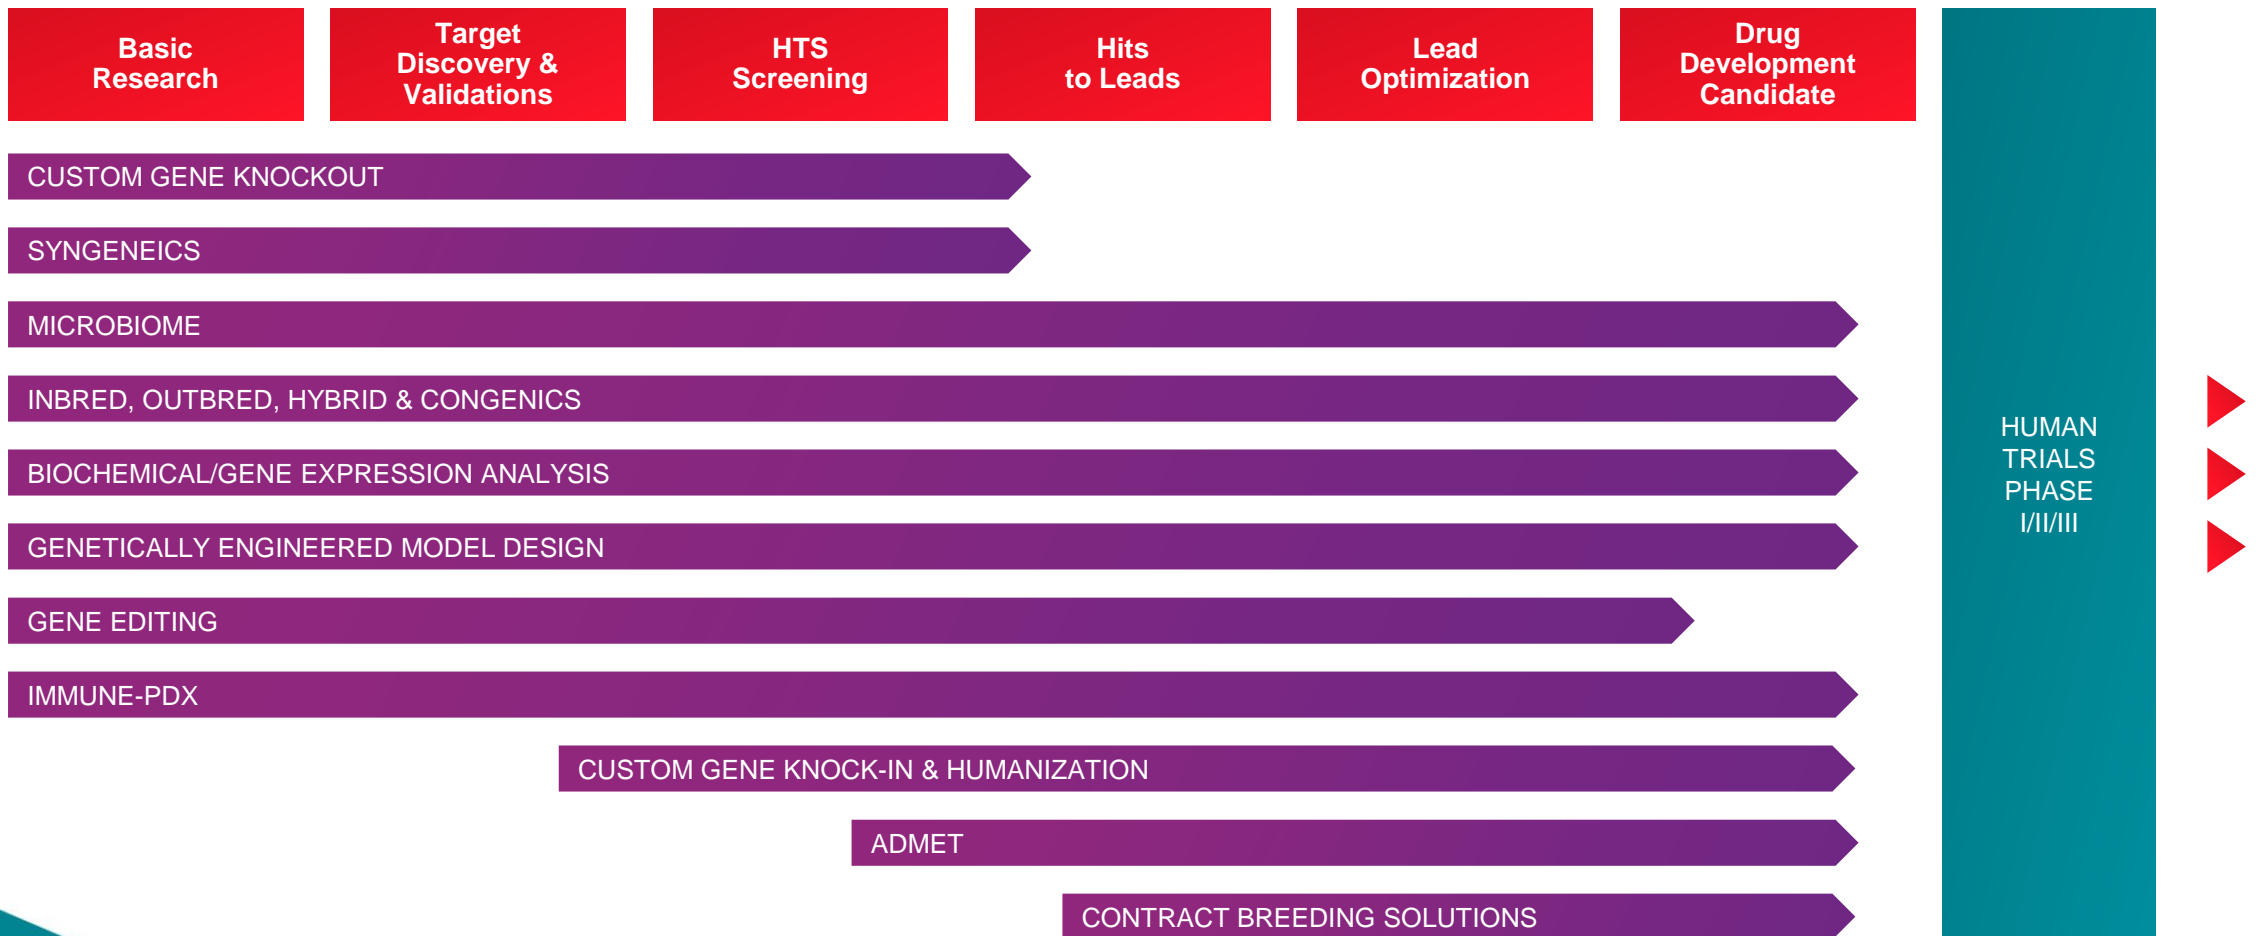 Basic
Research
Target
Discovery &
Validations
HTS
Screening
Hits
to Leads
Lead
Optimization
Drug
Development
Candidate
CUSTOM GENE KNOCKOUT
SYNGENEICS
MICROBIOME
INBRED, OUTBRED, HYBRID & CONGENICS
BIOCHEMICAL/GENE EXPRESSION ANALYSIS
GENETICALLY ENGINEERED MODEL DESIGN
GENE EDITING
IMMUNE-PDX
CUSTOM GENE KNOCK-IN & HUMANIZATION
ADMET
CONTRACT BREEDING SOLUTIONS
HUMAN
TRIALS
PHASE
I/II/III